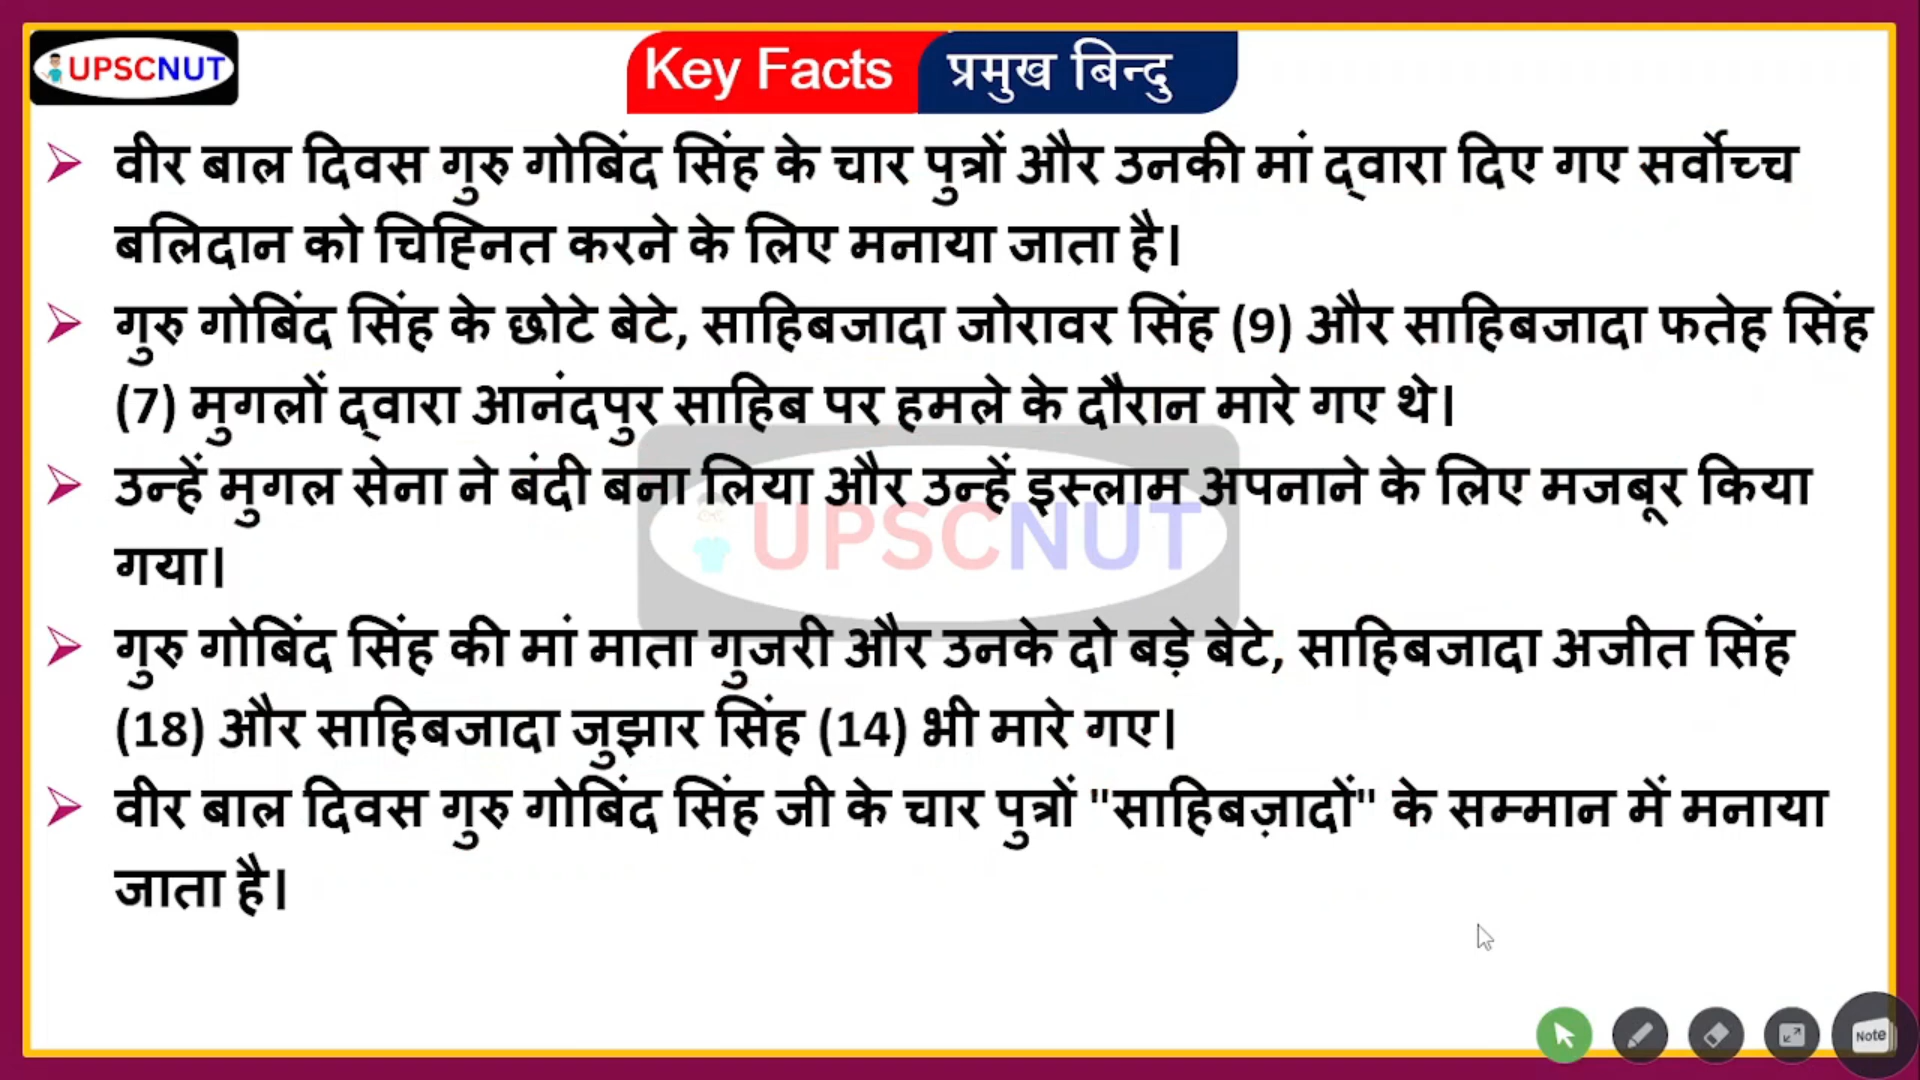 UPSCNUT
Key Facts प्रमुख बिन्दु
➢ वीर बाल दिवस गुरु गोबिंद सिंह के चार पुत्रों और उनकी मां द्वारा दिए गए सर्वोच्च
बलिदान को चिह्नित करने के लिए मनाया जाता है।
➢ गुरु गोबिंद सिंह के छोटे बेटे, साहिबजादा जोरावर सिंह (9) और साहिबजादा फतेह सिंह
(7) मुगलों द्वारा आनंदपुर साहिब पर हमले के दौरान मारे गए थे।
➢ उन्हें मुगल सेना ने बंदी बना लिया और उन्हें इस्लाम अपनाने के लिए मजबूर किया
गया।
UPSCNUT
➢ गुरु गोबिंद सिंह की मां माता गुजरी और उनके दो बड़े बेटे, साहिबजादा अजीत सिंह
(18) और साहिबजादा जुझार सिंह (14) भी मारे गए।
➢ वीर बाल दिवस गुरु गोबिंद सिंह जी के चार पुत्रों "साहिबज़ादों" के सम्मान में मनाया
जाता है।
Note